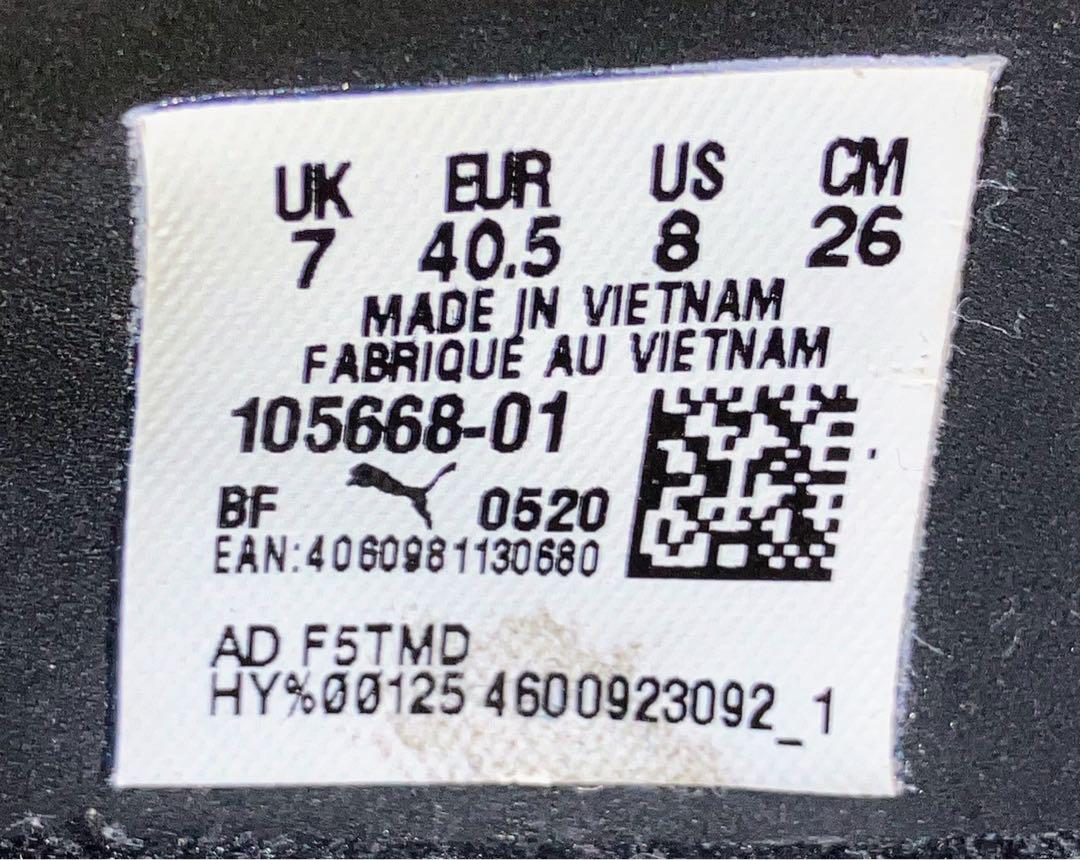 UK EUR US CM
7 40.5 8 26
MADE IN VIETNAM
FABRIQUE AU VIETNAM
105668-01
BF 0520
EAN:4060981130680
AD F5TMD
HY%00125 4600923092_1